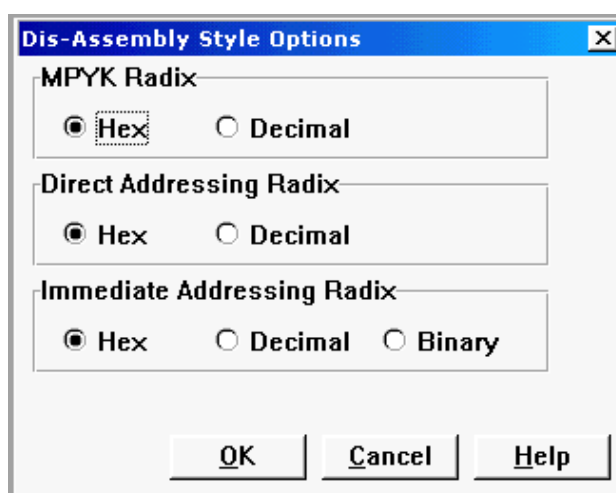 Dis-Assembly Style Options
MPYK Radix
Hex Decimal
Direct Addressing Radix
Hex Decimal
Immediate Addressing Radix
Hex Decimal Binary
OK Cancel Help